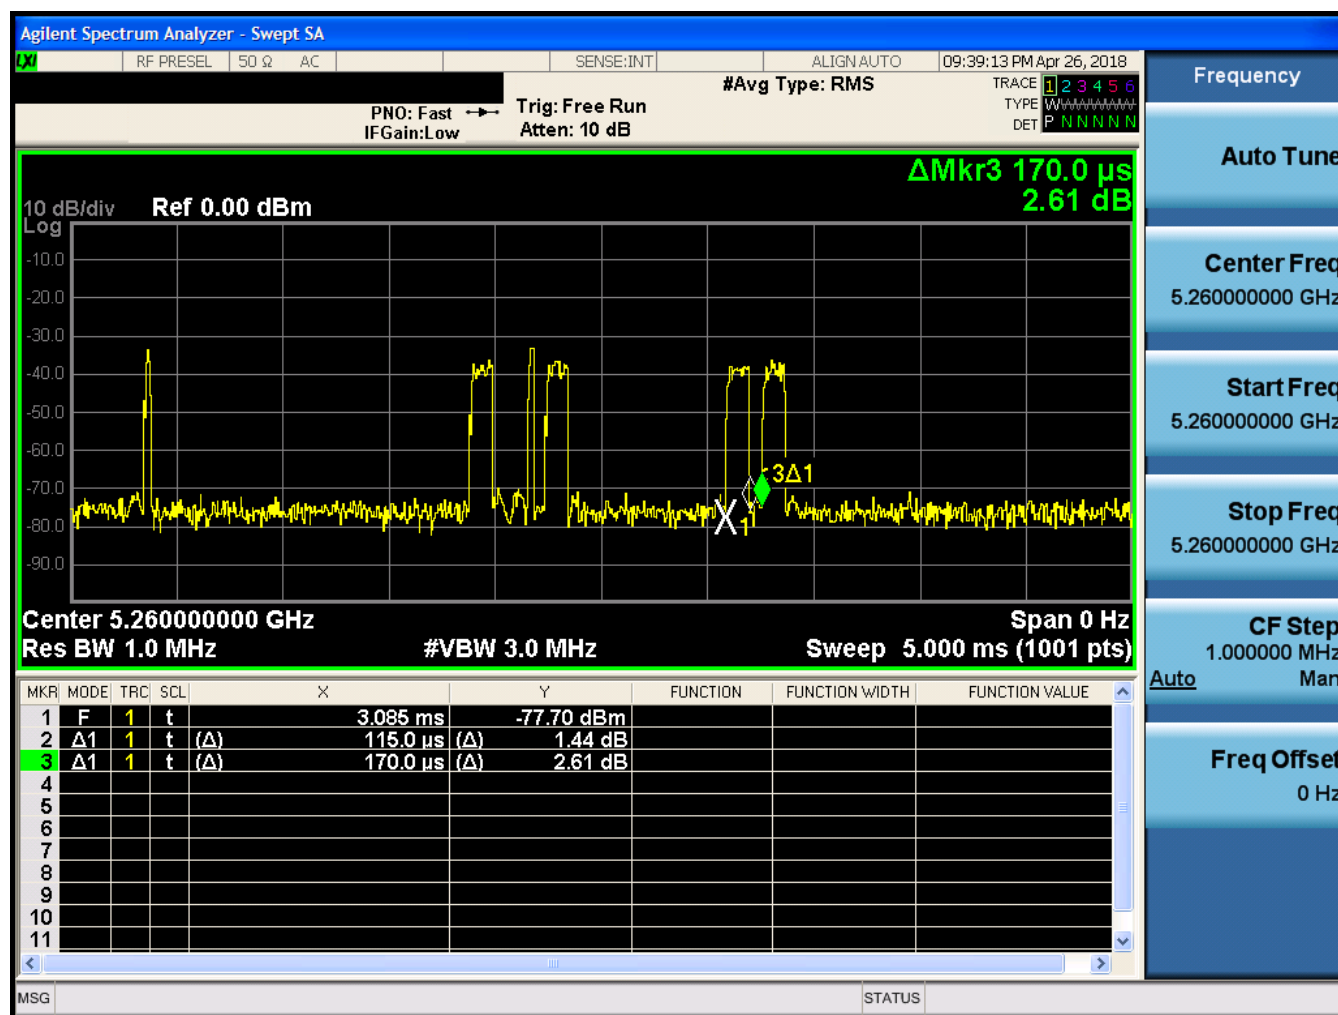 Agilent Spectrum Analyzer - Swept SA
LXI RF PRESEL 50 Ω AC SENSE:INT ALIGN AUTO 09:39:13 PM Apr 26, 2018
#Avg Type: RMS
TRACE 1 2 3 4 5 6
TYPE W
DET P N N N N N
PNO: Fast
IFGain:Low
Trig: Free Run
Atten: 10 dB
ΔMkr3 170.0 µs
2.61 dB
10 dB/div
Log
Ref 0.00 dBm
-10.0
-20.0
-30.0
-40.0
-50.0
-60.0
-70.0
-80.0
-90.0
3Δ1
X1
Center 5.260000000 GHz Span 0 Hz
Res BW 1.0 MHz #VBW 3.0 MHz Sweep 5.000 ms (1001 pts)
MKR MODE TRC SCL X Y FUNCTION FUNCTION WIDTH FUNCTION VALUE
1 F 1 t 3.085 ms -77.70 dBm
2 Δ1 1 t (Δ) 115.0 µs (Δ) 1.44 dB
3 Δ1 1 t (Δ) 170.0 µs (Δ) 2.61 dB
4
5
6
7
8
9
10
11
MSG STATUS
Frequency
Auto Tune
Center Freq
5.260000000 GHz
Start Freq
5.260000000 GHz
Stop Freq
5.260000000 GHz
CF Step
1.000000 MHz
Auto Man
Freq Offset
0 Hz